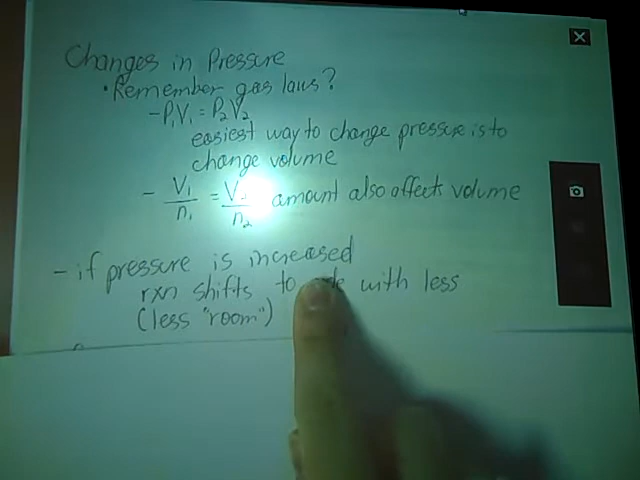 Changes in Pressure
• Remember gas laws?
- P₁V₁ = P₂V₂
easiest way to change pressure is to
change volume
- V₁/n₁ = V₂/n₂ amount also affects volume
- if pressure is increased
rxn shifts to with less
(less "room")